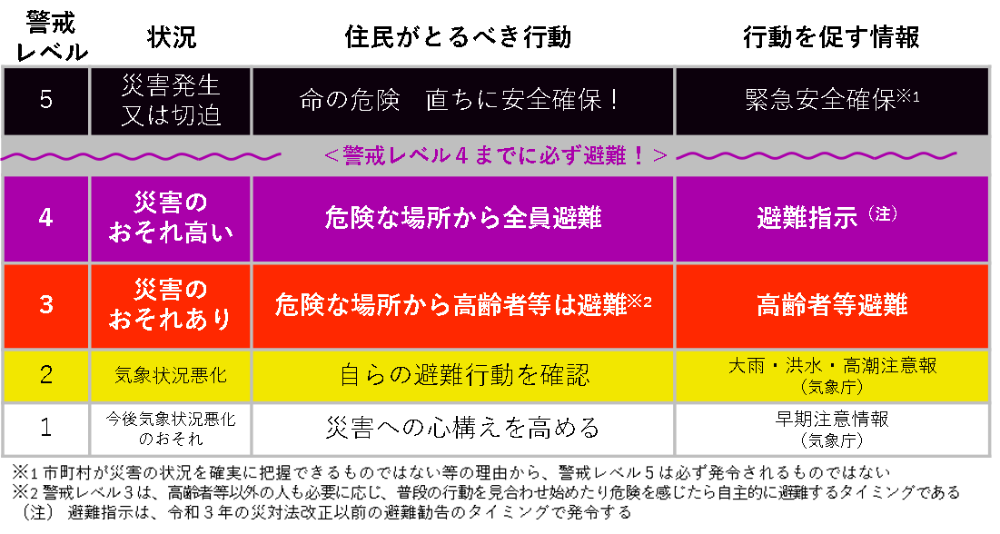 警戒
レベル
状況
住民がとるべき行動
行動を促す情報
5
災害発生
又は切迫
命の危険　直ちに安全確保！
緊急安全確保※1
＜警戒レベル４までに必ず避難！＞
4
災害の
おそれ高い
危険な場所から全員避難
避難指示（注）
3
災害の
おそれあり
危険な場所から高齢者等は避難※2
高齢者等避難
2
気象状況悪化
自らの避難行動を確認
大雨・洪水・高潮注意報
（気象庁）
1
今後気象状況悪化
のおそれ
災害への心構えを高める
早期注意情報
（気象庁）
※1 市町村が災害の状況を確実に把握できるものではない等の理由から、警戒レベル５は必ず発令されるものではない
※2 警戒レベル３は、高齢者等以外の人も必要に応じ、普段の行動を見合わせ始めたり危険を感じたら自主的に避難するタイミングである
（注） 避難指示は、令和３年の災対法改正以前の避難勧告のタイミングで発令する